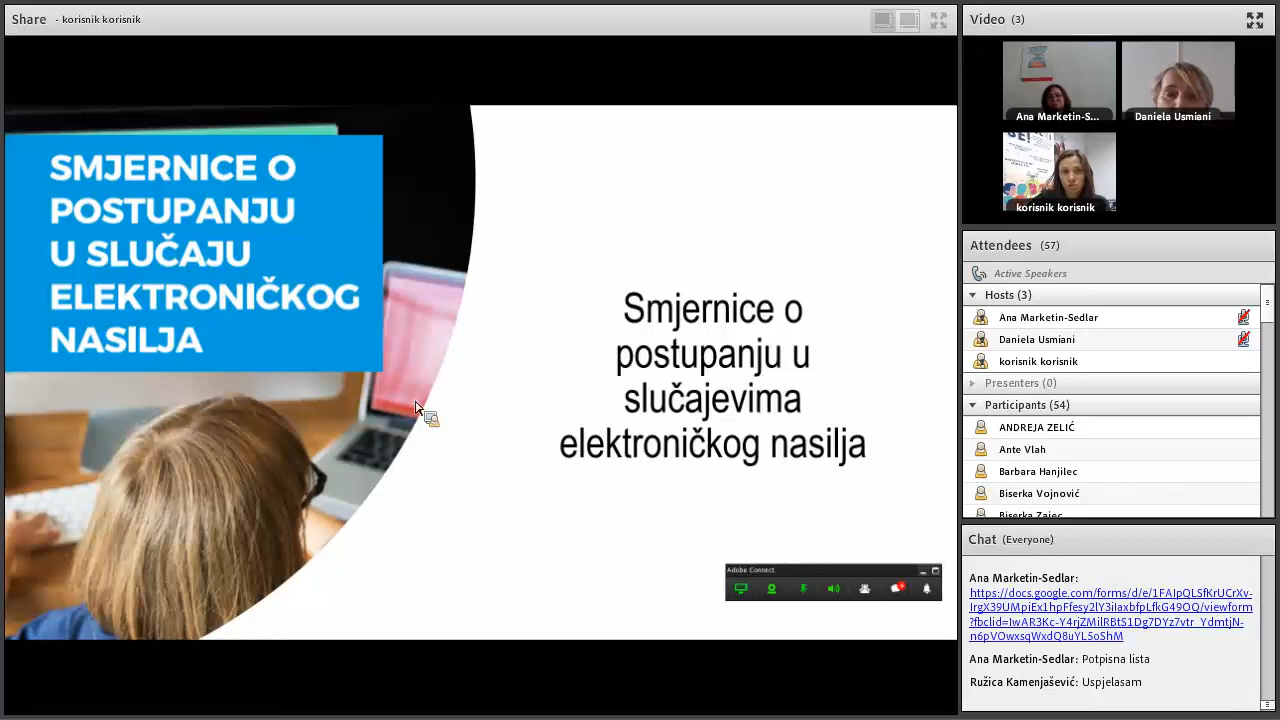 Share - korisnik korisnik
SMJERNICE O
POSTUPANJU
U SLUČAJU
ELEKTRONIČKOG
NASILJA
Smjernice o
postupanju u
slučajevima
elektroničkog nasilja
Adobe Connect
Video (3)
Ana Marketin-S...
Daniela Usmiani
korisnik korisnik
Attendees (57)
Active Speakers
Hosts (3)
Ana Marketin-Sedlar
Daniela Usmiani
korisnik korisnik
Presenters (0)
Participants (54)
ANDREJA ZELIĆ
Ante Vlah
Barbara Hanjilec
Biserka Vojnović
Biserka Zajec
Chat (Everyone)
Ana Marketin-Sedlar:
https://docs.google.com/forms/d/e/1FAIpQLSfKrUCrXv-
IrgX39UMpiEx1hpFfesy2lY3iIaxbfpLfkG49OQ/viewform
?fbclid=IwAR3Kc-Y4rjZMilRBtS1Dg7DYz7vtr_YdmtjN-
n6pVOwxsqWxdQ8uYL5oShM
Ana Marketin-Sedlar: Potpisna lista
Ružica Kamenjašević: Uspjelasam